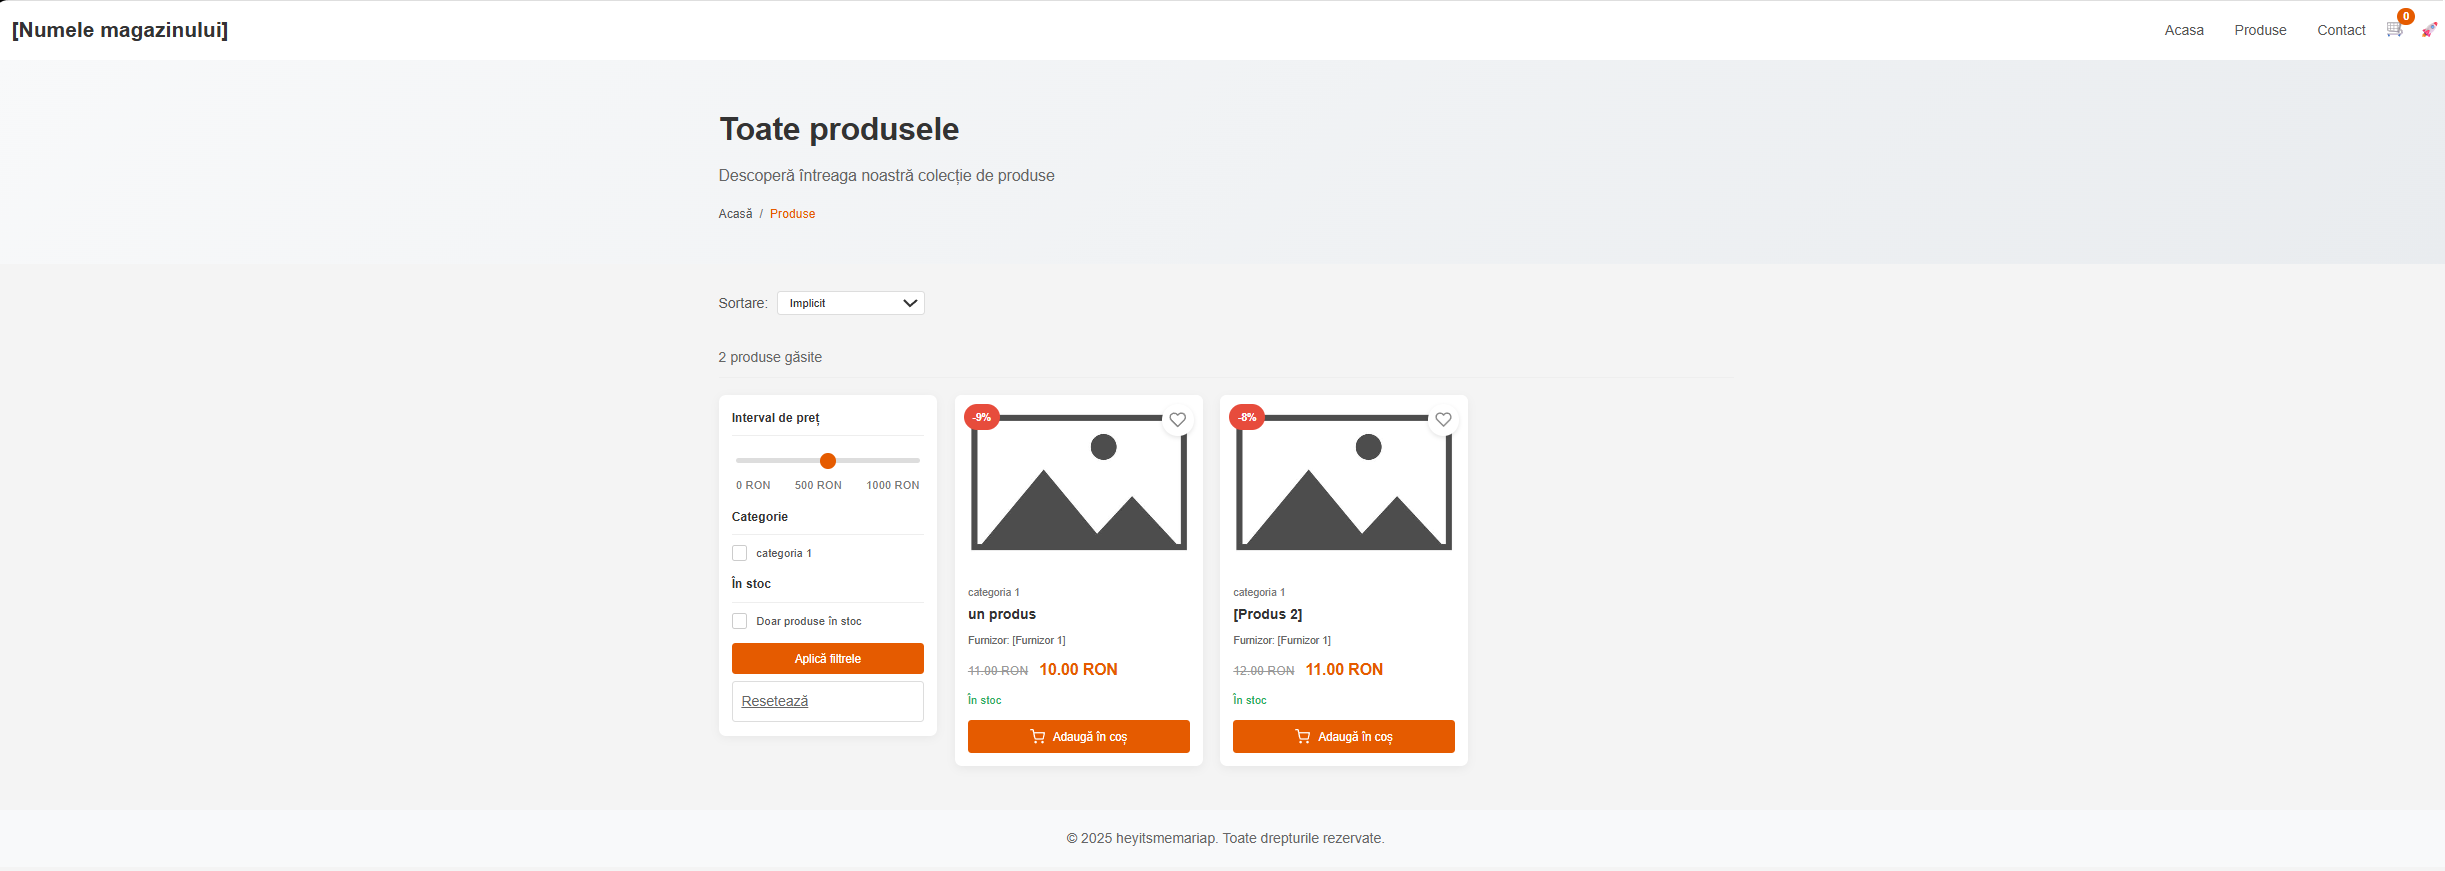 [Numele magazinului]
Acasa
Produse
Contact
0
Toate produsele
Descoperă întreaga noastră colecție de produse
Acasă / Produse
Sortare: Implicit
2 produse găsite
Interval de preț
0 RON 500 RON 1000 RON
Categorie
categoria 1
În stoc
Doar produse în stoc
Aplică filtrele
Resetează
-9%
categoria 1
un produs
Furnizor: [Furnizor 1]
11.00 RON 10.00 RON
În stoc
Adaugă în coș
-8%
categoria 1
[Produs 2]
Furnizor: [Furnizor 1]
12.00 RON 11.00 RON
În stoc
Adaugă în coș
© 2025 heyitsmemariap. Toate drepturile rezervate.